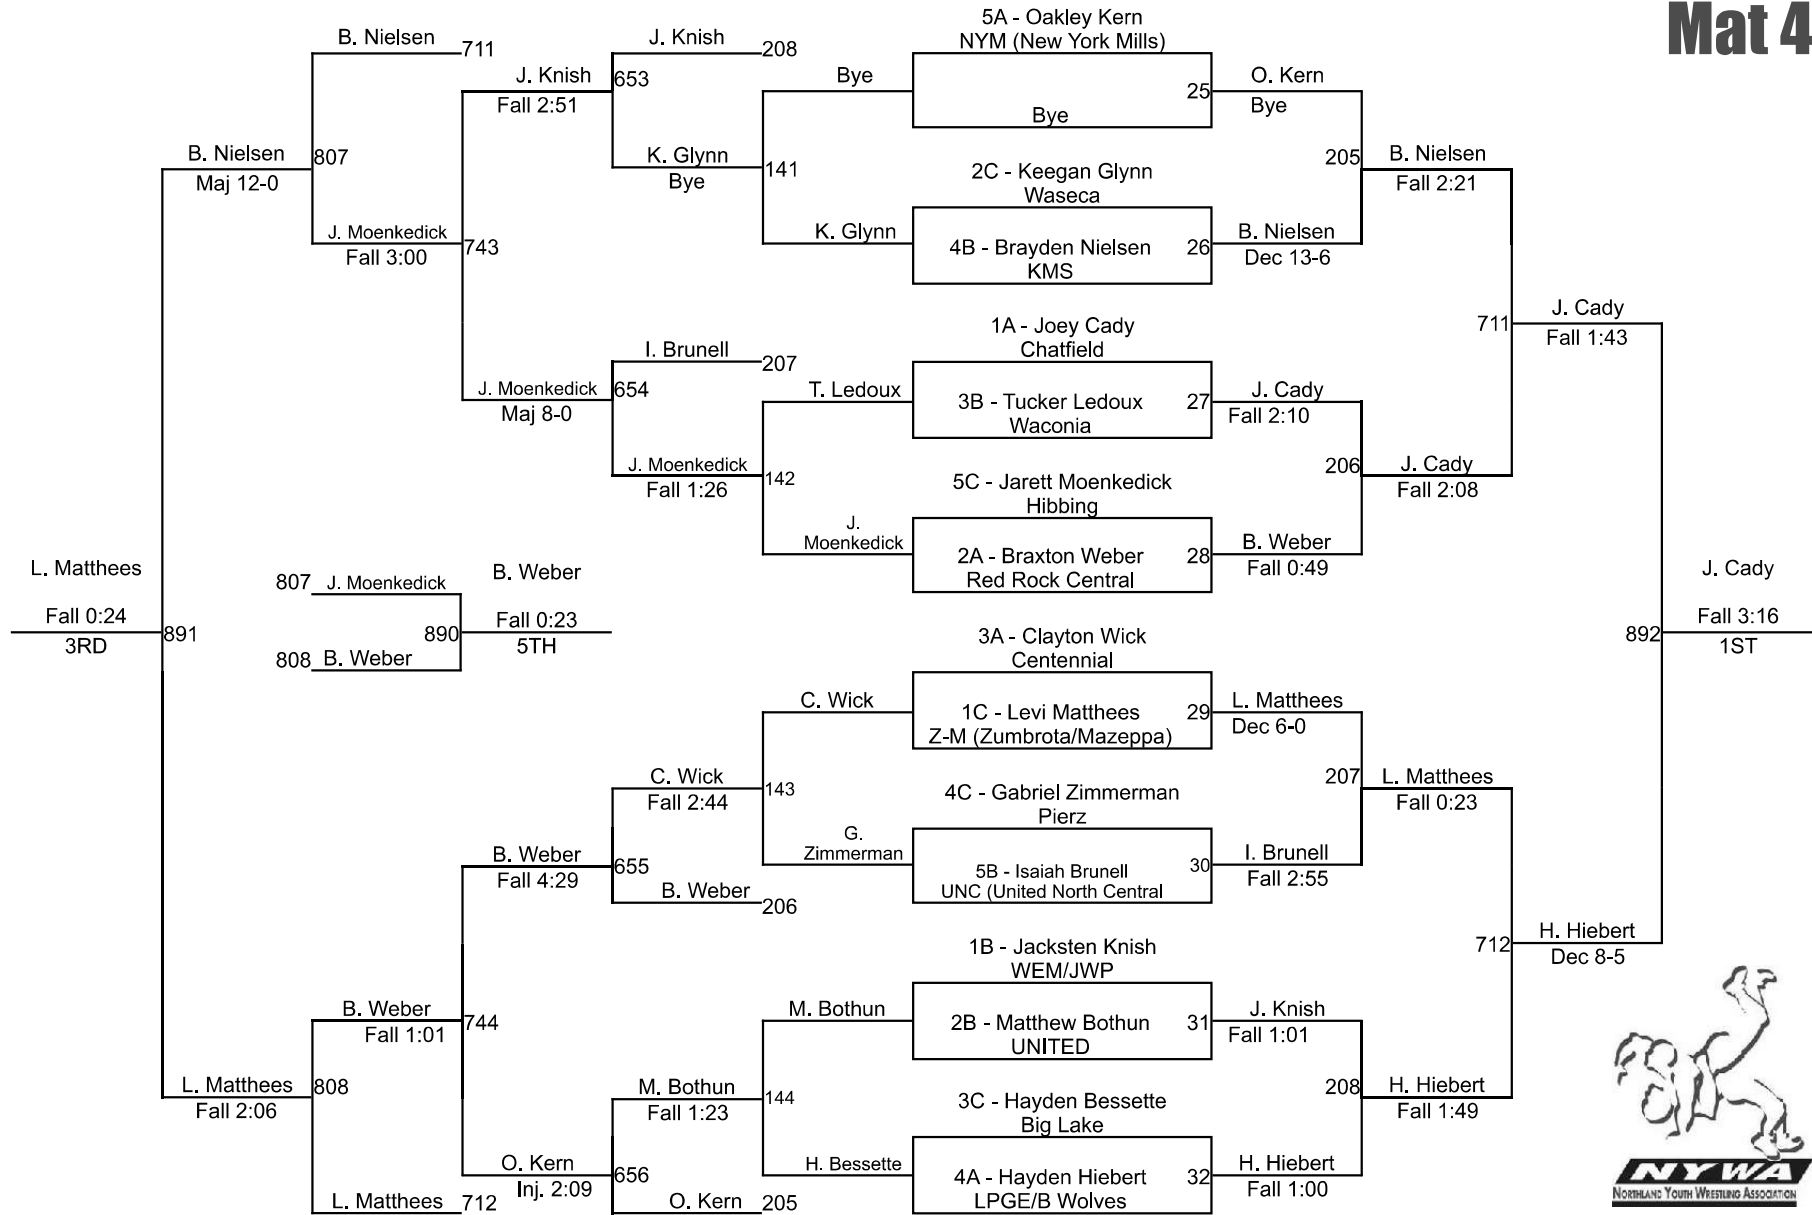 Mat 4
5A - Oakley Kern
NYM (New York Mills)
B. Nielsen
711
J. Knish
208
J. Knish
653
Fall 2:51
Bye
25
Bye
O. Kern
Bye
B. Nielsen
807
Maj 12-0
K. Glynn
141
Bye
2C - Keegan Glynn
Waseca
205
B. Nielsen
Fall 2:21
J. Moenkedick
743
Fall 3:00
K. Glynn
4B - Brayden Nielsen
KMS
26
B. Nielsen
Dec 13-6
1A - Joey Cady
Chatfield
711
J. Cady
Fall 1:43
I. Brunell
207
J. Moenkedick
654
Maj 8-0
T. Ledoux
3B - Tucker Ledoux
Waconia
27
J. Cady
Fall 2:10
J. Moenkedick
142
Fall 1:26
5C - Jarett Moenkedick
Hibbing
206
J. Cady
Fall 2:08
J.
Moenkedick
2A - Braxton Weber
Red Rock Central
28
B. Weber
Fall 0:49
L. Matthees
Fall 0:24
3RD
891
807
J. Moenkedick
808
B. Weber
890
B. Weber
Fall 0:23
5TH
3A - Clayton Wick
Centennial
892
J. Cady
Fall 3:16
1ST
C. Wick
1C - Levi Matthees
Z-M (Zumbrota/Mazeppa)
29
L. Matthees
Dec 6-0
C. Wick
143
Fall 2:44
4C - Gabriel Zimmerman
Pierz
207
L. Matthees
Fall 0:23
B. Weber
655
Fall 4:29
G.
Zimmerman
5B - Isaiah Brunell
UNC (United North Central
30
I. Brunell
Fall 2:55
B. Weber
206
1B - Jacksten Knish
WEM/JWP
712
H. Hiebert
Dec 8-5
B. Weber
744
Fall 1:01
M. Bothun
2B - Matthew Bothun
UNITED
31
J. Knish
Fall 1:01
L. Matthees
808
Fall 2:06
M. Bothun
144
Fall 1:23
3C - Hayden Bessette
Big Lake
208
H. Hiebert
Fall 1:49
O. Kern
656
Inj. 2:09
H. Bessette
4A - Hayden Hiebert
LPGE/B Wolves
32
H. Hiebert
Fall 1:00
L. Matthees
712
O. Kern
205
NYWA
NORTHLAND YOUTH WRESTLING ASSOCIATION